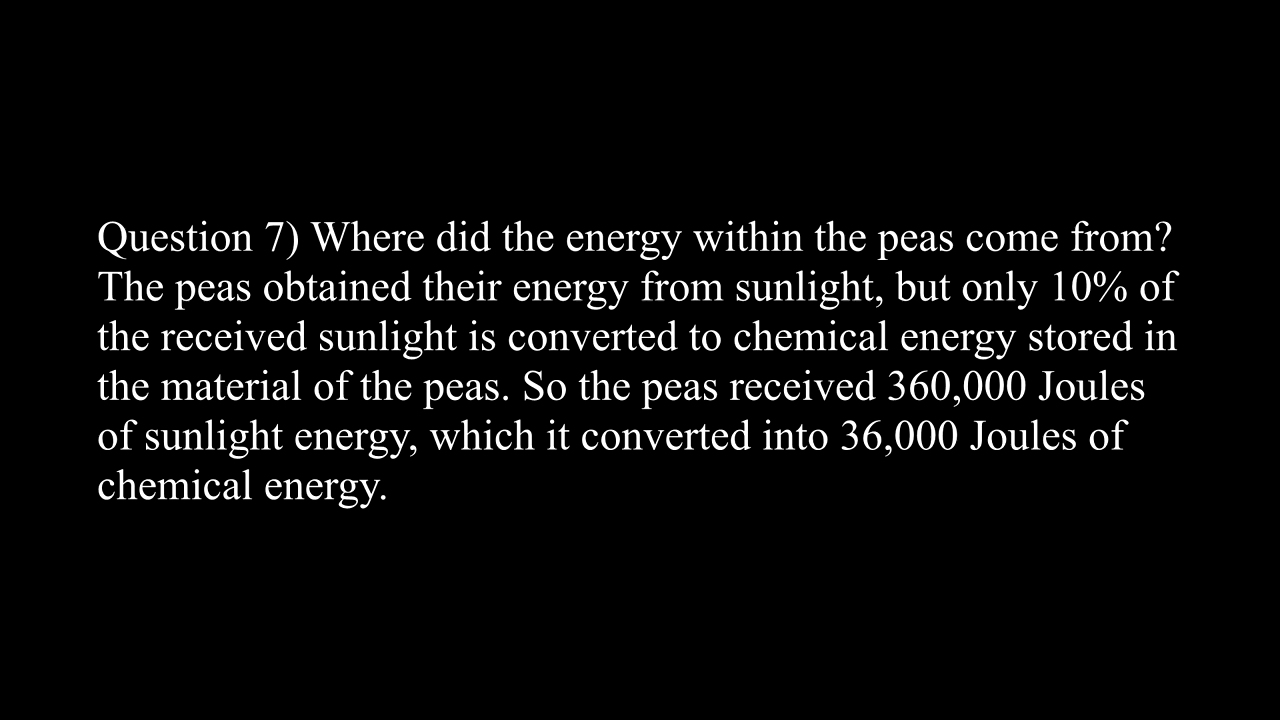 Question 7) Where did the energy within the peas come from?
The peas obtained their energy from sunlight, but only 10% of
the received sunlight is converted to chemical energy stored in
the material of the peas. So the peas received 360,000 Joules
of sunlight energy, which it converted into 36,000 Joules of
chemical energy.